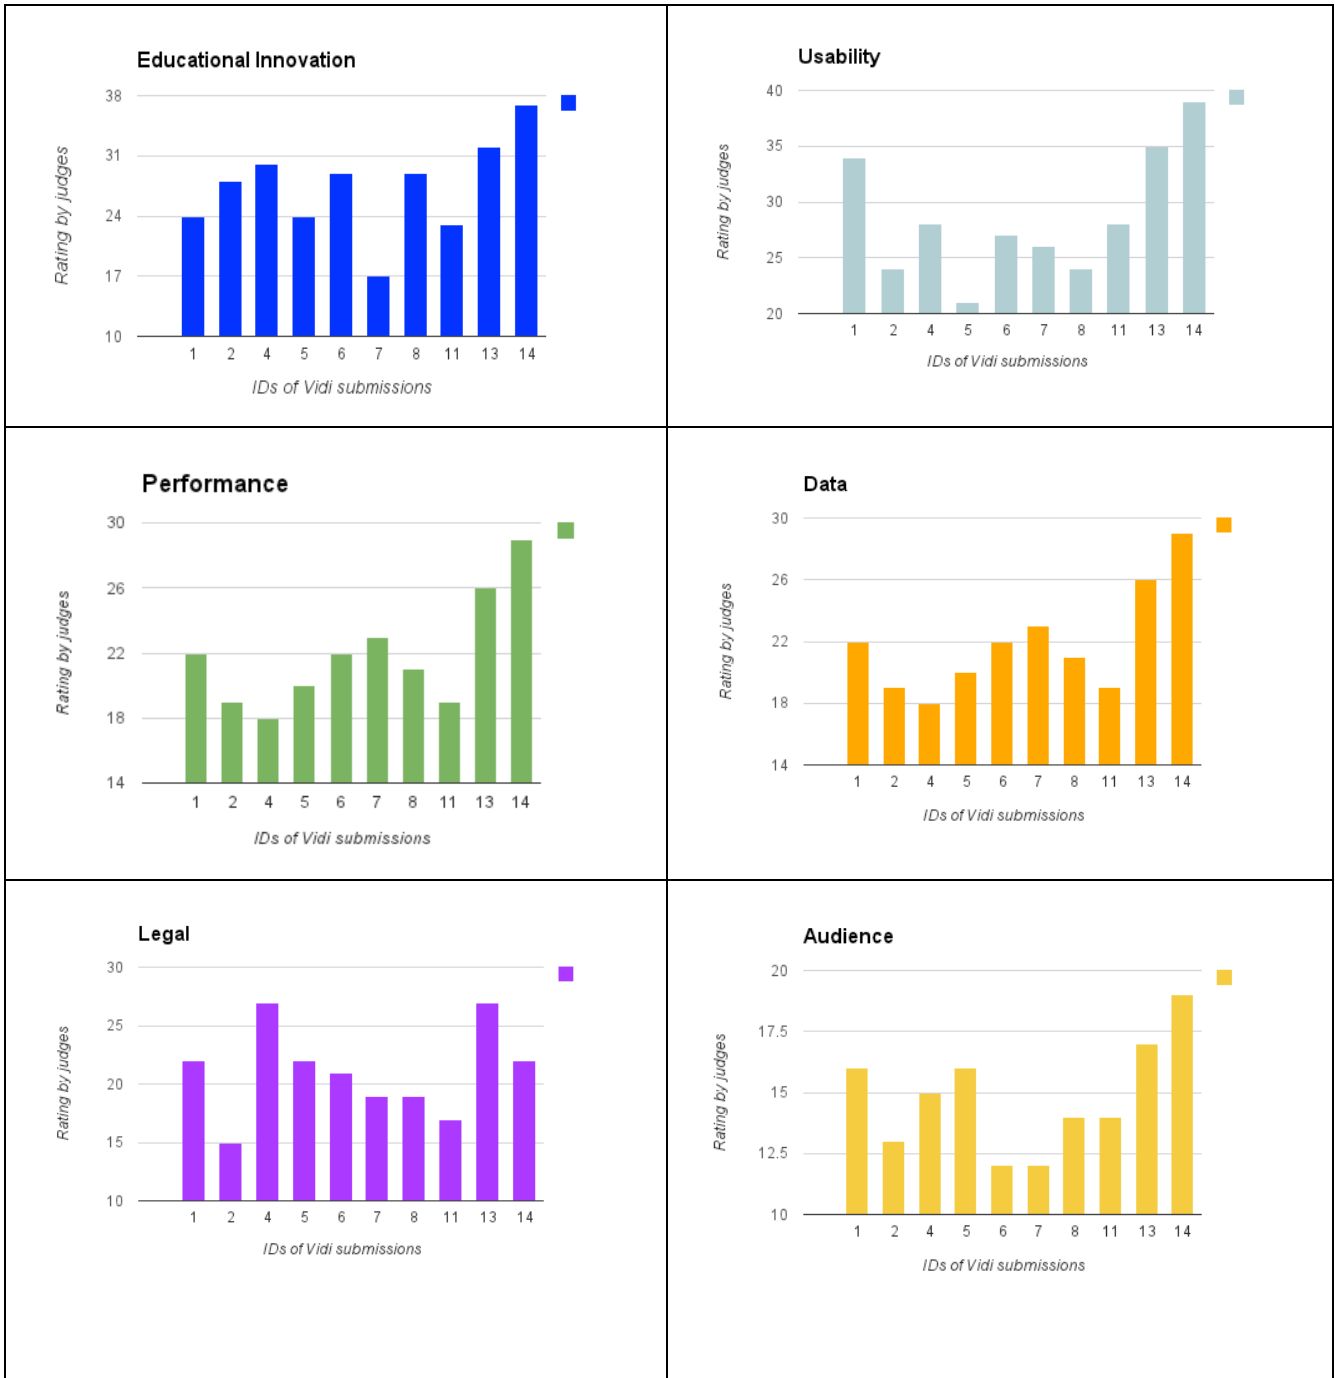 Educational Innovation
38
31
24
17
10
Rating by judges
1 2 4 5 6 7 8 11 13 14
IDs of Vidi submissions
Usability
40
35
30
25
20
Rating by judges
1 2 4 5 6 7 8 11 13 14
IDs of Vidi submissions
Performance
30
26
22
18
14
Rating by judges
1 2 4 5 6 7 8 11 13 14
IDs of Vidi submissions
Data
30
26
22
18
14
Rating by judges
1 2 4 5 6 7 8 11 13 14
IDs of Vidi submissions
Legal
30
25
20
15
10
Rating by judges
1 2 4 5 6 7 8 11 13 14
IDs of Vidi submissions
Audience
20
17.5
15
12.5
10
Rating by judges
1 2 4 5 6 7 8 11 13 14
IDs of Vidi submissions